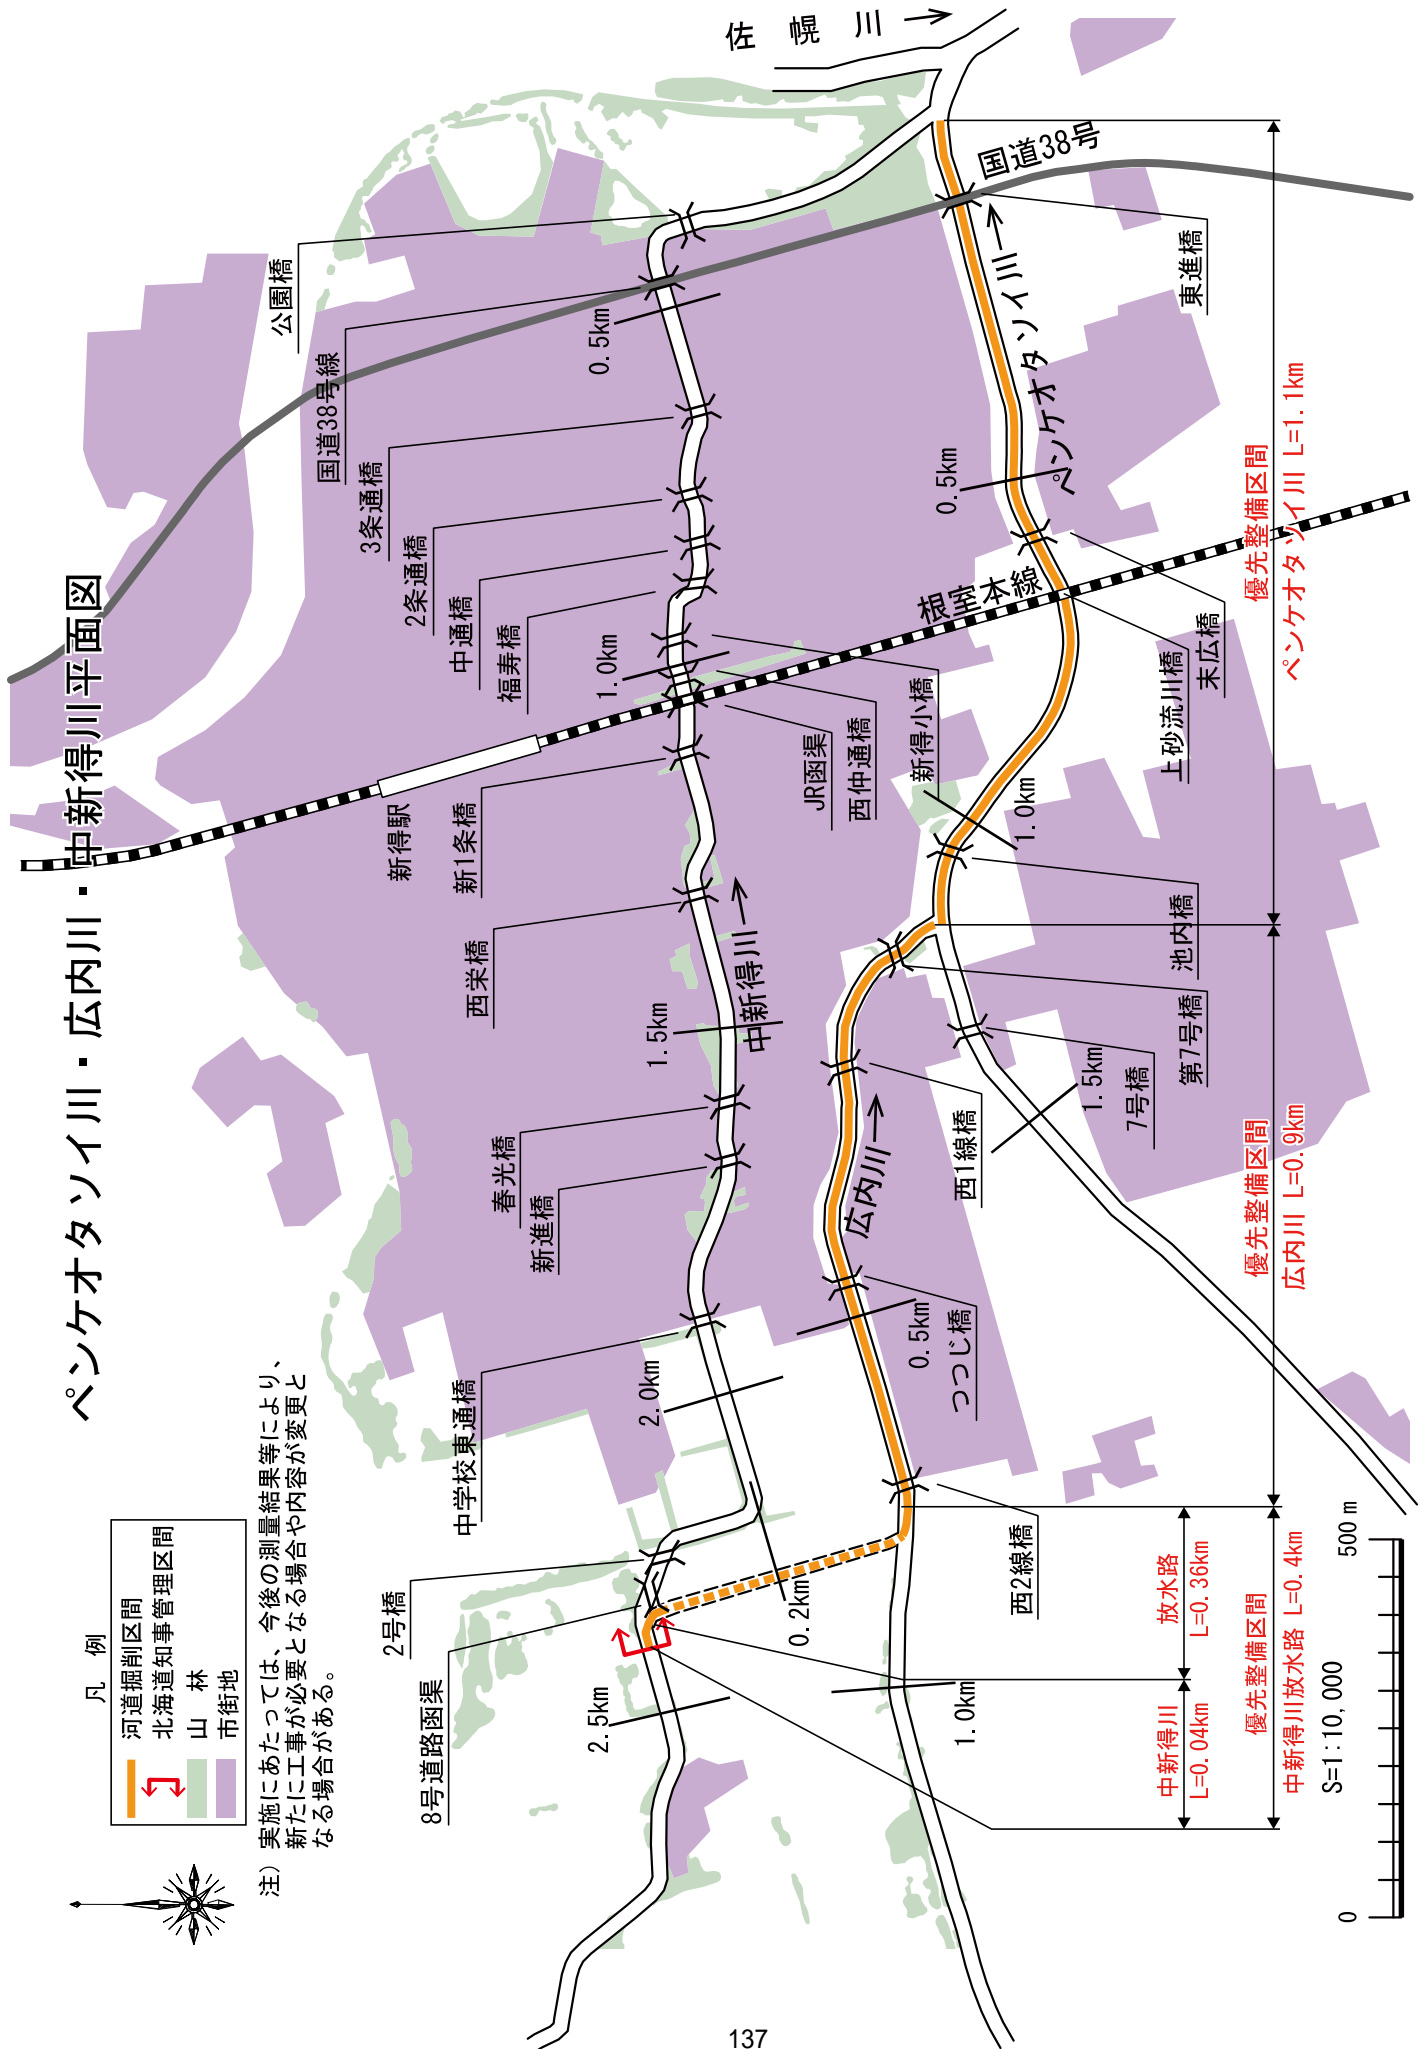 ペンケオタソイ川・広内川・中新得川平面図
凡 例
河道掘削区間
北海道知事管理区間
山 林
市街地
注) 実施にあたっては、今後の測量結果等により、
新たに工事が必要となる場合や内容が変更と
なる場合がある。
佐 幌 川
公園橋
国道38号線
3条通橋
2条通橋
中通橋
福寿橋
新得駅
新1条橋
西栄橋
春光橋
新進橋
中学校東通橋
2号橋
8号道路函渠
0.5km
1.0km
1.5km
2.0km
2.5km
中新得川
根室本線
JR函渠
西仲通橋
新得小橋
国道38号
ペンケオタソイ川
東進橋
0.5km
1.0km
1.5km
上砂流川橋
末広橋
池内橋
第7号橋
7号橋
西1線橋
広内川
つつじ橋
西2線橋
0.5km
1.0km
0.2km
優先整備区間
ペンケオタソイ川 L=1.1km
優先整備区間
広内川 L=0.9km
放水路
L=0.36km
中新得川
L=0.04km
優先整備区間
中新得川放水路 L=0.4km
S=1:10,000
0
500 m
137